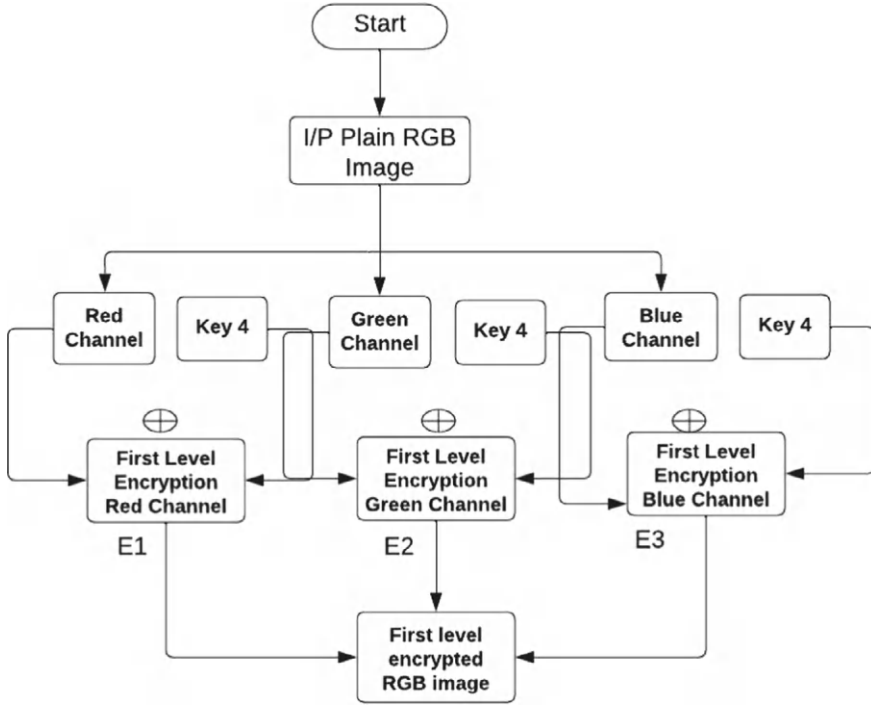 Start
I/P Plain RGB
Image
Red
Channel
Key 4
Green
Channel
Key 4
Blue
Channel
Key 4
First Level
Encryption
Red Channel
First Level
Encryption
Green Channel
First Level
Encryption
Blue Channel
E1
E2
E3
First level
encrypted
RGB image